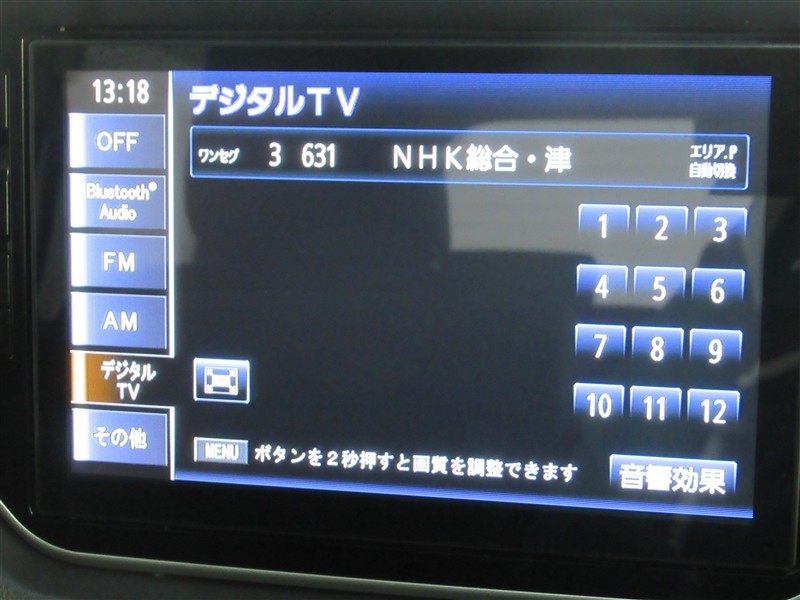 13:18
デジタルTV
OFF
ワンセグ 3 631 NHK総合・津
エリア.P
自動切換
Bluetooth®
Audio
1 2 3
FM
4 5 6
AM
7 8 9
デジタル
TV
10 11 12
その他
MENU ボタンを2秒押すと画質を調整できます
音響効果